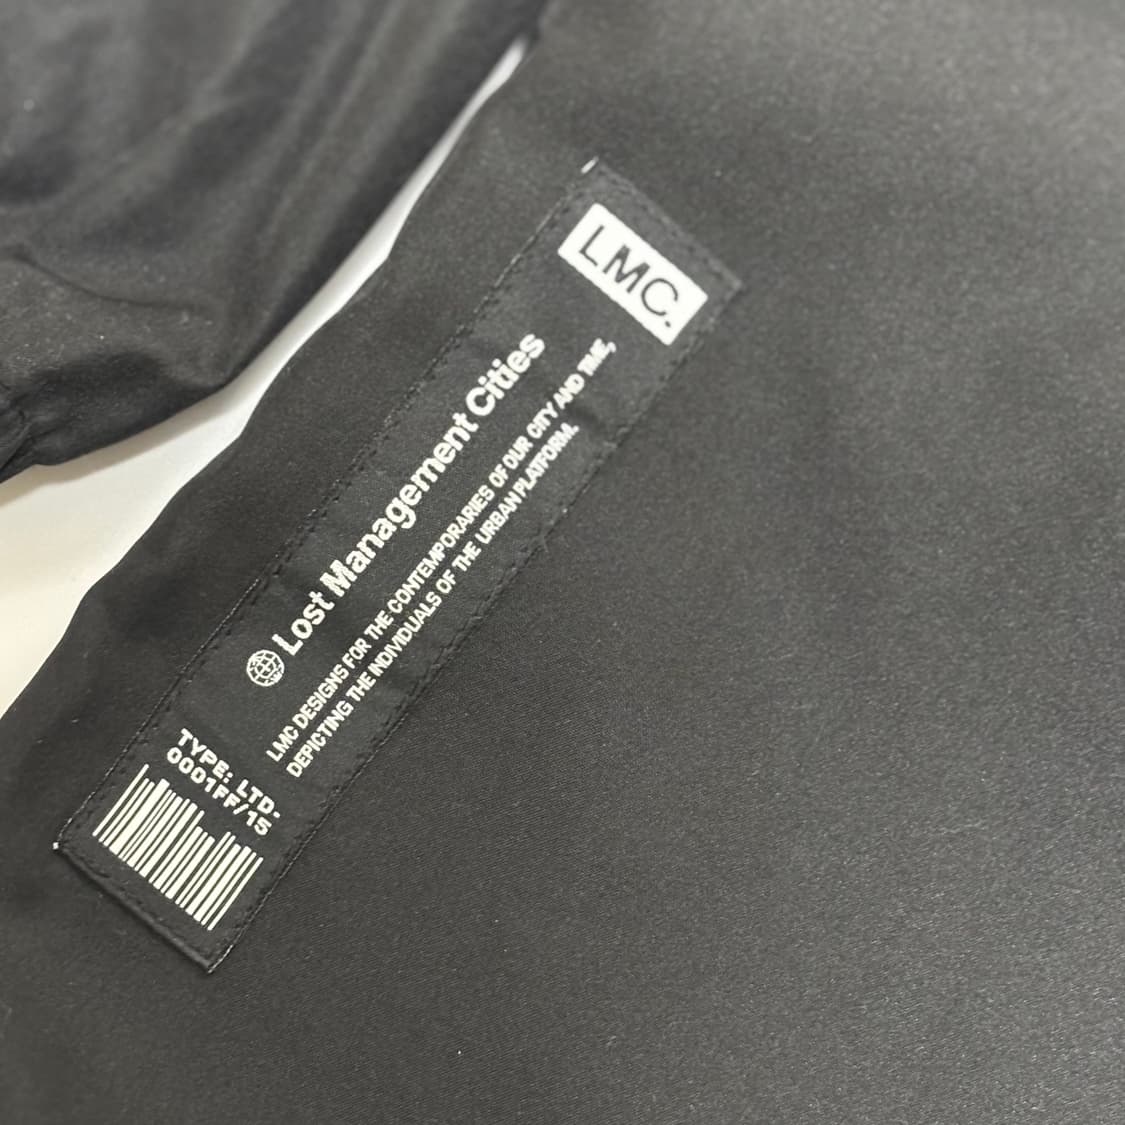 LMC.
Lost Management Cities
LMC DESIGNS FOR THE CONTEMPORARIES OF OUR CITY AND TIME,
DEPICTING THE INDIVIDUALS OF THE URBAN PLATFORM.
TYPE: LTD-
0001FF/15